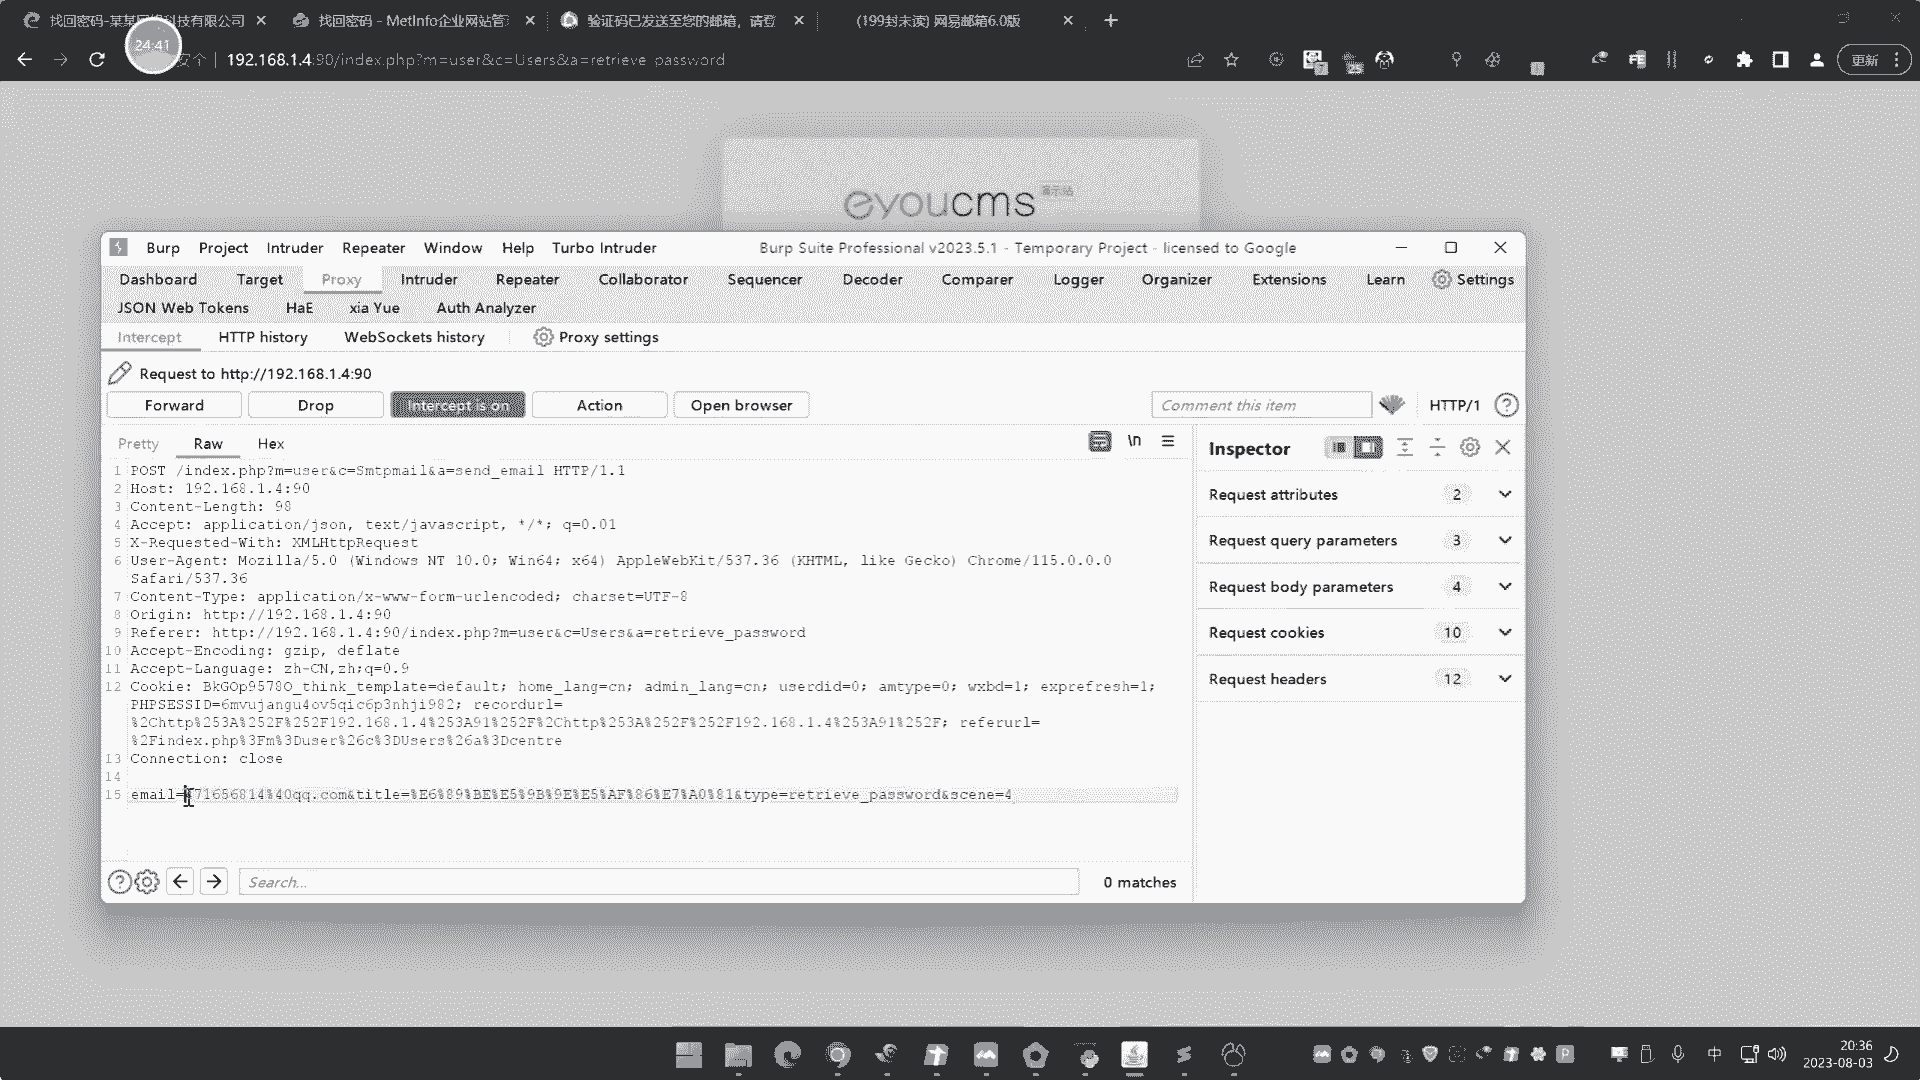 找回密码-某某网络科技有限公司
找回密码 - MetInfo企业网站管
验证码已发送至您的邮箱，请登
(199封未读) 网易邮箱6.0版
24:41
安全 192.168.1.4:90/index.php?m=user&c=Users&a=retrieve_password
更新
eyoucms 演示站
Burp Project Intruder Repeater Window Help Turbo Intruder
Burp Suite Professional v2023.5.1 - Temporary Project - licensed to Google
Dashboard Target Proxy Intruder Repeater Collaborator Sequencer Decoder Comparer Logger Organizer Extensions Learn Settings
JSON Web Tokens HaE xia Yue Auth Analyzer
Intercept HTTP history WebSockets history Proxy settings
Request to http://192.168.1.4:90
Forward Drop Intercept is on Action Open browser Comment this item HTTP/1
Pretty Raw Hex \n
Inspector
1 POST /index.php?m=user&c=Smtpmail&a=send_email HTTP/1.1
2 Host: 192.168.1.4:90
3 Content-Length: 98
4 Accept: application/json, text/javascript, */*; q=0.01
5 X-Requested-With: XMLHttpRequest
6 User-Agent: Mozilla/5.0 (Windows NT 10.0; Win64; x64) AppleWebKit/537.36 (KHTML, like Gecko) Chrome/115.0.0.0
Safari/537.36
7 Content-Type: application/x-www-form-urlencoded; charset=UTF-8
8 Origin: http://192.168.1.4:90
9 Referer: http://192.168.1.4:90/index.php?m=user&c=Users&a=retrieve_password
10 Accept-Encoding: gzip, deflate
11 Accept-Language: zh-CN,zh;q=0.9
12 Cookie: BkGOp9578O_think_template=default; home_lang=cn; admin_lang=cn; userdid=0; amtype=0; wxbd=1; exprefresh=1;
PHPSESSID=6mvujangu4ov5qic6p3nhji982; recordurl=
%2Chttp%253A%252F%252F192.168.1.4%253A91%252F%2Chttp%253A%252F%252F192.168.1.4%253A91%252F; referurl=
%2Findex.php%3Fm%3Duser%26c%3DUsers%26a%3Dcentre
13 Connection: close
14
15 email= 71656814%40qq.com&title=%E6%89%BE%E5%9B%9E%E5%AF%86%E7%A0%81&type=retrieve_password&scene=4
Request attributes 2
Request query parameters 3
Request body parameters 4
Request cookies 10
Request headers 12
Search...
0 matches
中
20:36
2023-08-03